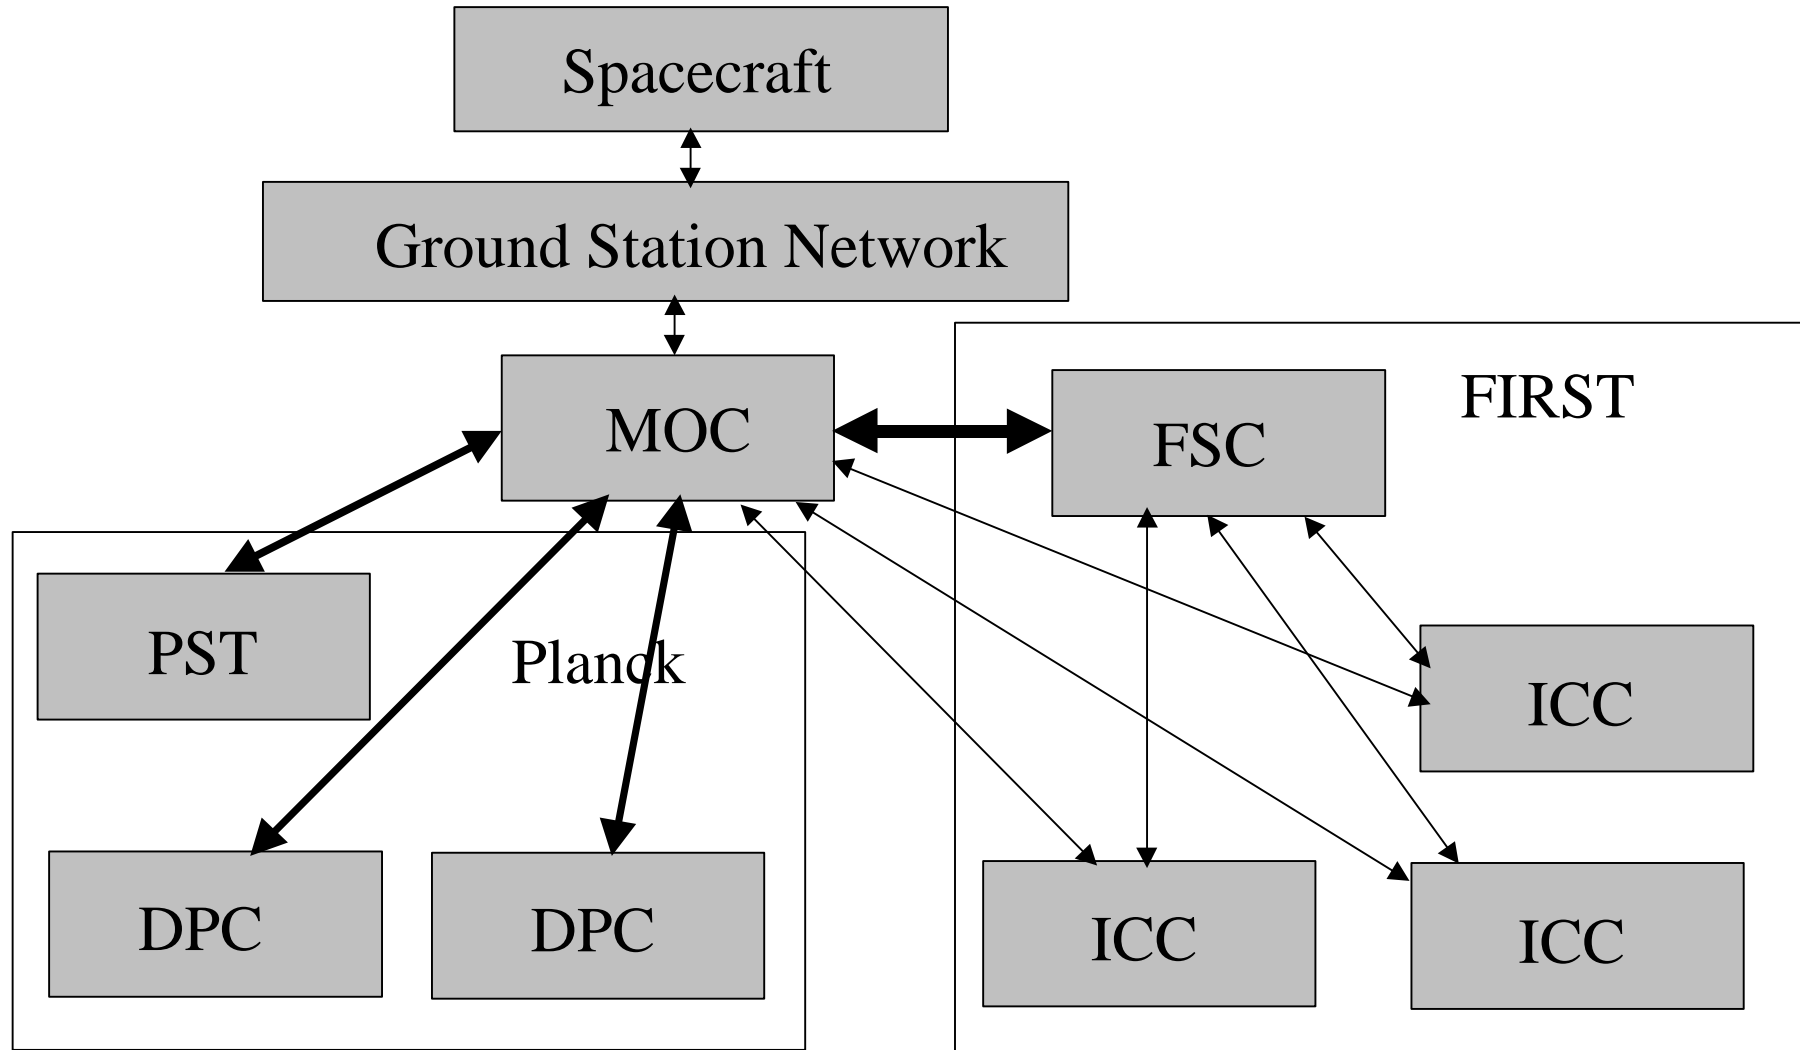 Spacecraft
Ground Station Network
MOC
FSC
FIRST
PST
Planck
ICC
DPC
DPC
ICC
ICC